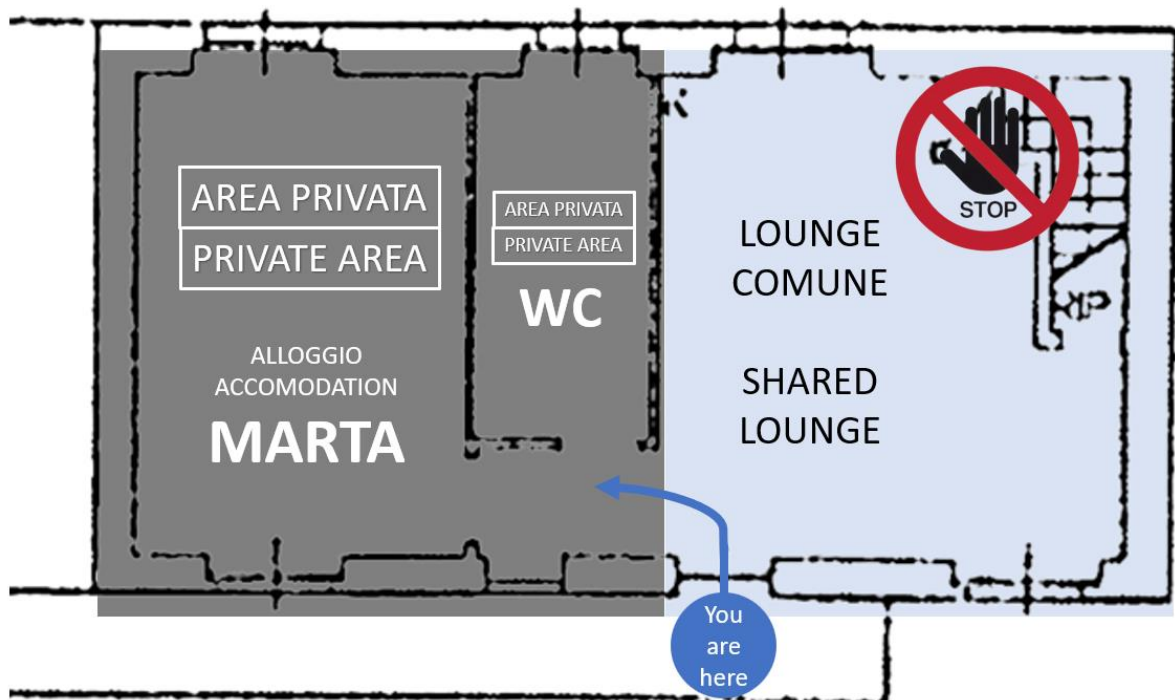 AREA PRIVATA
PRIVATE AREA
ALLOGGIO
ACCOMODATION
MARTA
AREA PRIVATA
PRIVATE AREA
WC
LOUNGE
COMUNE
SHARED
LOUNGE
STOP
You
are
here